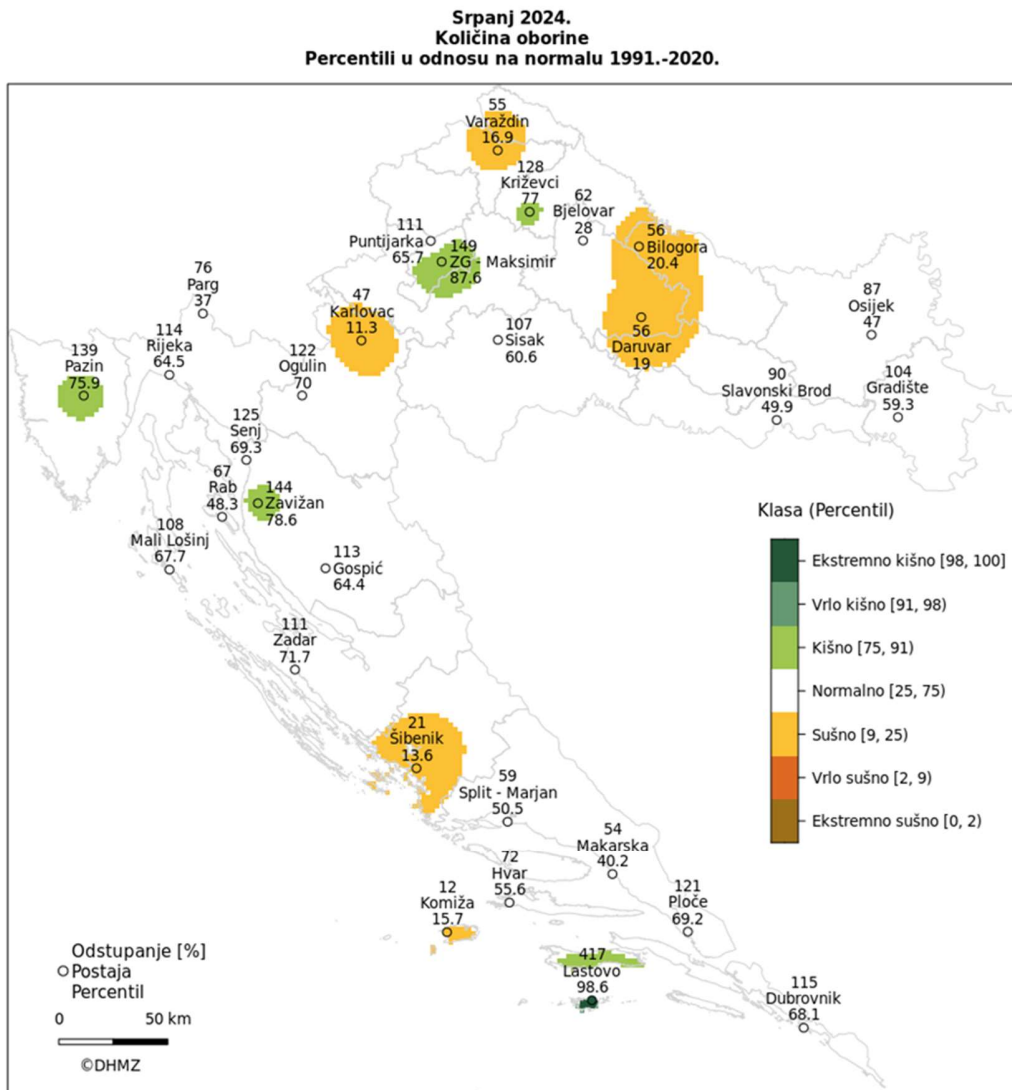 Srpanj 2024.
Količina oborine
Percentili u odnosu na normalu 1991.-2020.
55
Varaždin
16.9
128
Križevci
77
62
Bjelovar
28
111
Puntijarka
65.7
149
ZG - Maksimir
87.6
56
Bilogora
20.4
76
Parg
37
47
Karlovac
11.3
87
Osijek
47
114
Rijeka
64.5
107
Sisak
60.6
56
Daruvar
19
139
Pazin
75.9
122
Ogulin
70
90
Slavonski Brod
49.9
104
Gradište
59.3
125
Senj
69.3
67
Rab
48.3
144
Zavižan
78.6
108
Mali Lošinj
67.7
113
Gospić
64.4
111
Zadar
71.7
21
Šibenik
13.6
59
Split - Marjan
50.5
54
Makarska
40.2
72
Hvar
55.6
12
Komiža
15.7
121
Ploče
69.2
417
Lastovo
98.6
115
Dubrovnik
68.1
Klasa (Percentil)
Ekstremno kišno [98, 100]
Vrlo kišno [91, 98)
Kišno [75, 91)
Normalno [25, 75)
Sušno [9, 25)
Vrlo sušno [2, 9)
Ekstremno sušno [0, 2)
Odstupanje [%]
Postaja
Percentil
0 50 km
©DHMZ